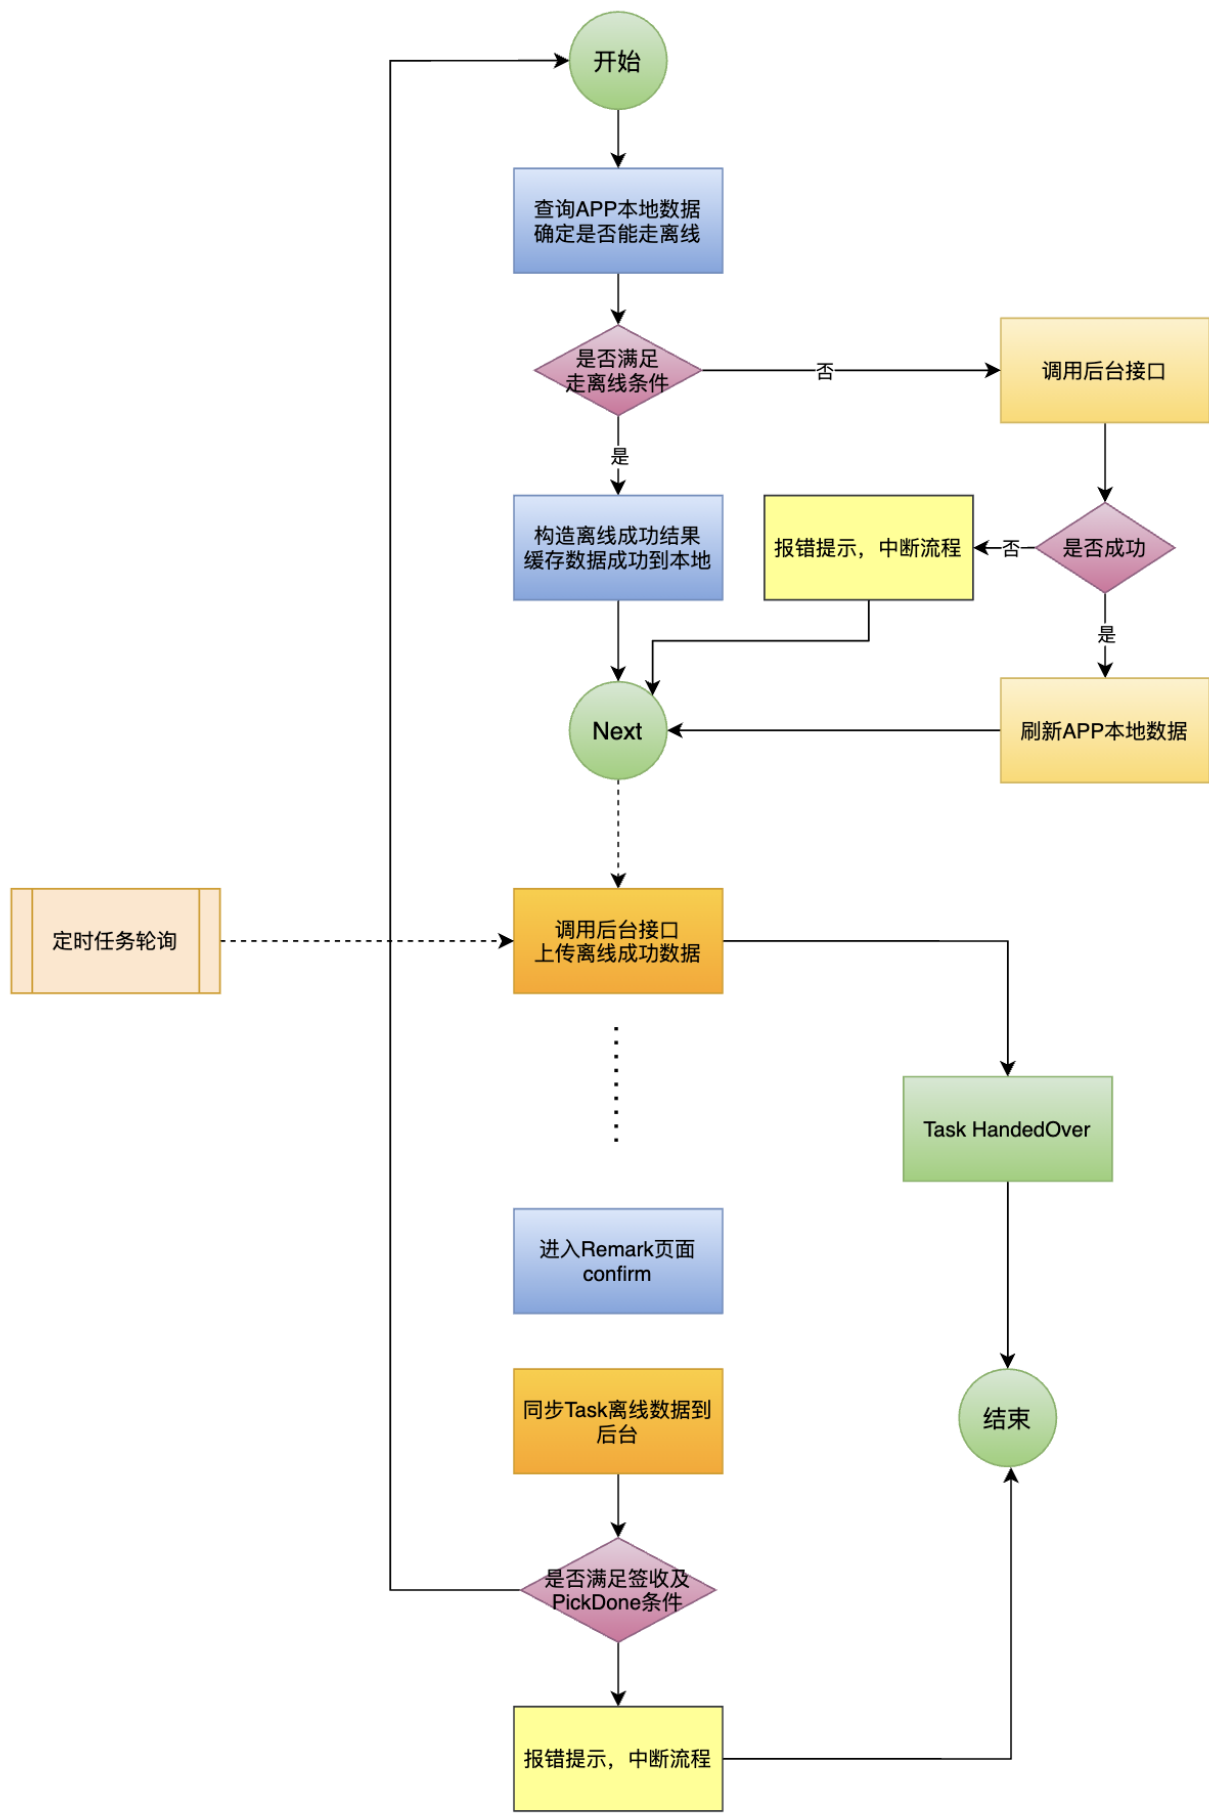 开始
查询APP本地数据
确定是否能走离线
是否满足
走离线条件
否
调用后台接口
是
构造离线成功结果
缓存数据成功到本地
报错提示，中断流程
否
是否成功
是
Next
刷新APP本地数据
定时任务轮询
调用后台接口
上传离线成功数据
Task HandedOver
进入Remark页面
confirm
同步Task离线数据到
后台
结束
是否满足签收及
PickDone条件
报错提示，中断流程